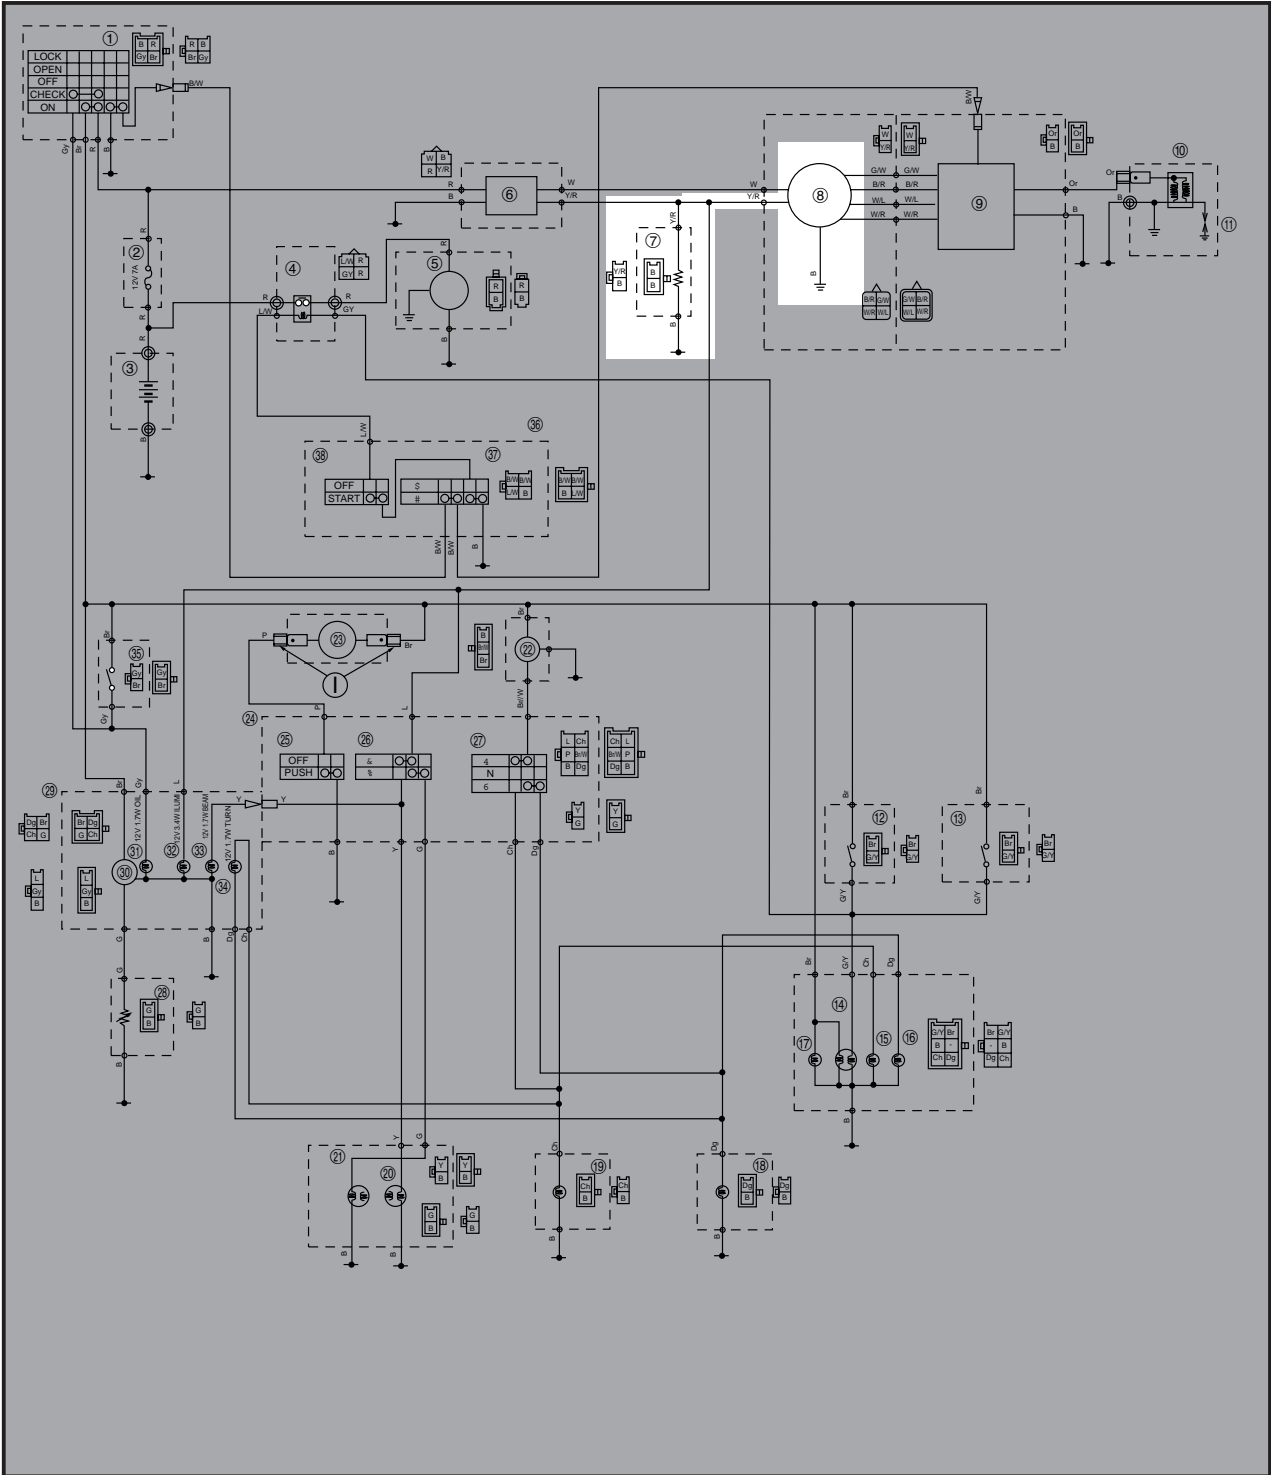 ①
B R
Gy Br
R B
Br Gy
LOCK
OPEN
OFF
CHECK
ON
B/W
Gy
Br
R
B
②
12V 7A
R
R
R
③
B
④
L/W R
GY R
R
L/W
R
GY
⑤
R
R
B
R
B
B
W B
R Y/R
⑥
R
B
W
Y/R
⑦
Y/R
Y/R
B
B
B
B
W
Y/R
⑧
B
G/W G/W
B/R B/R
W/L W/L
W/R W/R
W
Y/R
W
Y/R
B/W
⑨
Or
B
Or
B
Or
B
B/R G/W
W/R W/L
G/W B/R
W/L W/R
⑩
Or
B
⑪
㊱
L/W
㊳
㊲
OFF
START
$
#
B/W B/W
L/W B
B/W B/W
B L/W
B/W
B/W
B
Br
㉟
Gy
Br
Gy
Br
Gy
P
㉓
Br
Br
㉒
B
Br/W
Br
Br/W
P
L
㉔
㉕
OFF
PUSH
㉖
&
%
㉗
4
N
6
L Ch
P Br/W
B Dg
Ch L
Br/W P
Dg B
Y
G
Y
G
B
Y
G
Ch
Dg
㉙
Br
Gy
L
Y
Y
12V 1.7W OIL
12V 3.4W ILUMI
12V 1.7W BEAM
12V 1.7W TURN
Dg Br
Ch G
Br Dg
G Ch
㉚
㉛
㉜
㉝
㉞
L
Gy
B
L
Gy
B
G
B
Dg
Ch
G
㉘
G
B
G
B
B
Br
⑫
Br
G/Y
Br
G/Y
G/Y
Br
⑬
Br
G/Y
Br
G/Y
G/Y
Br
G/Y
Ch
Dg
⑭
⑮
⑯
⑰
G/Y Br
B -
Ch Dg
Br G/Y
- B
Dg Ch
B
Y
G
㉑
⑳
Y
B
Y
B
G
B
G
B
B
B
Ch
⑲
Ch
B
Ch
B
B
Dg
⑱
Dg
B
Dg
B
B